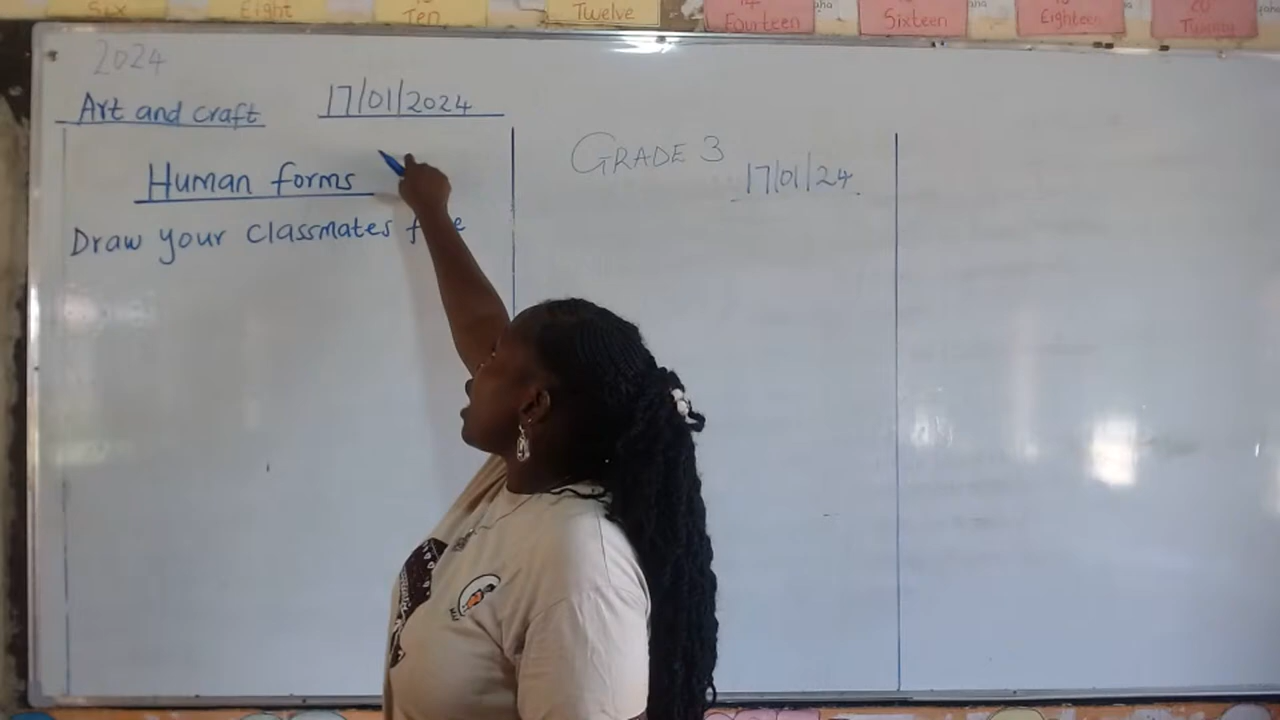 Six Eight Ten Twelve Fourteen Sixteen Eighteen Twenty
2024
Art and craft 17/01/2024
Human forms
Draw your classmates
GRADE 3
17/01/24